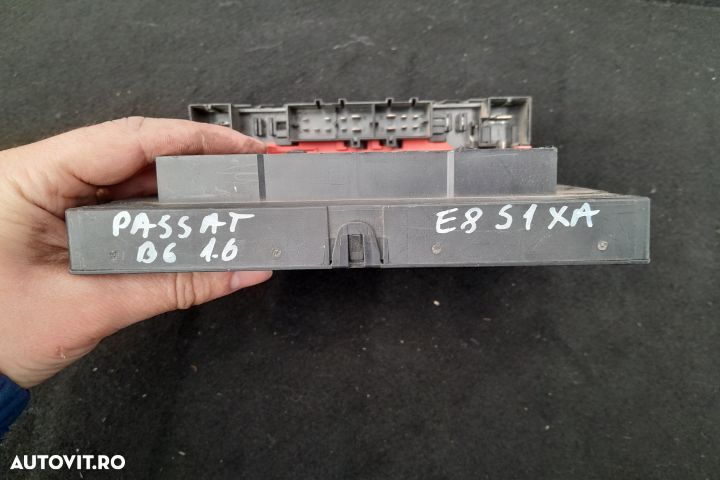 PASSAT
B6 1.6
E8 S1 XA
AUTOVIT.RO